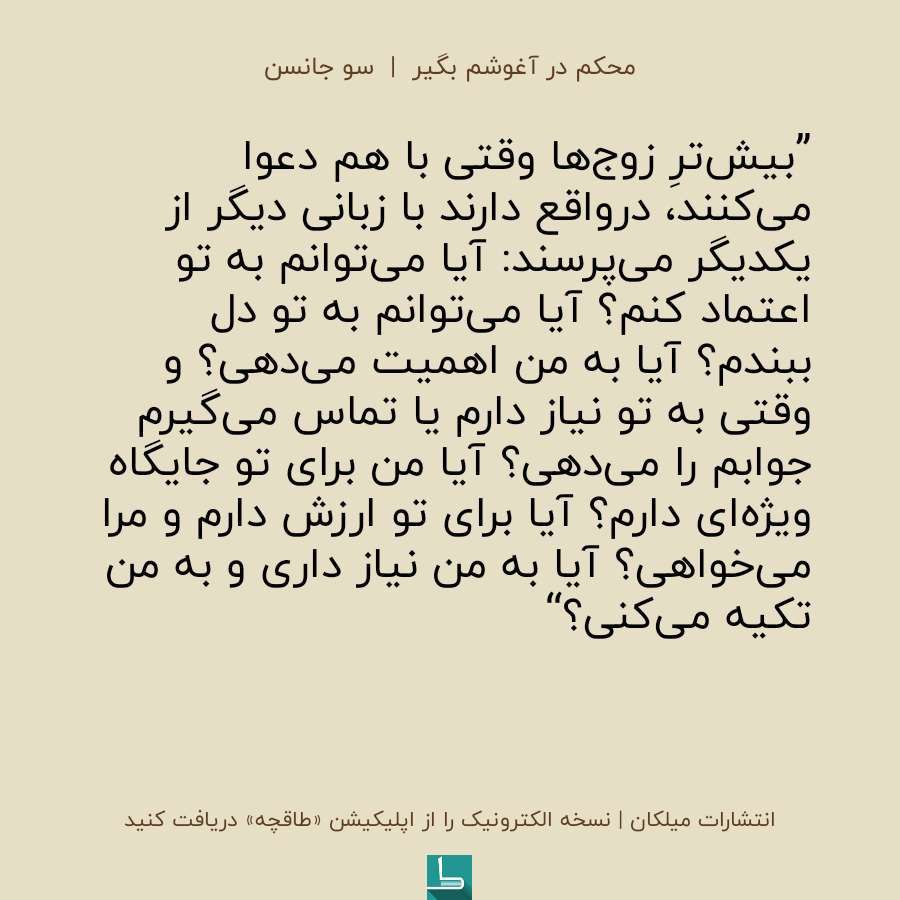 محکم در آغوشم بگیر | سو جانسن
”بیش‌ترِ زوج‌ها وقتی با هم دعوا
می‌کنند، درواقع دارند با زبانی دیگر از
یکدیگر می‌پرسند: آیا می‌توانم به تو
اعتماد کنم؟ آیا می‌توانم به تو دل
ببندم؟ آیا به من اهمیت می‌دهی؟ و
وقتی به تو نیاز دارم یا تماس می‌گیرم
جوابم را می‌دهی؟ آیا من برای تو جایگاه
ویژه‌ای دارم؟ آیا برای تو ارزش دارم و مرا
می‌خواهی؟ آیا به من نیاز داری و به من
تکیه می‌کنی؟“
انتشارات میلکان | نسخه الکترونیک را از اپلیکیشن «طاقچه» دریافت کنید